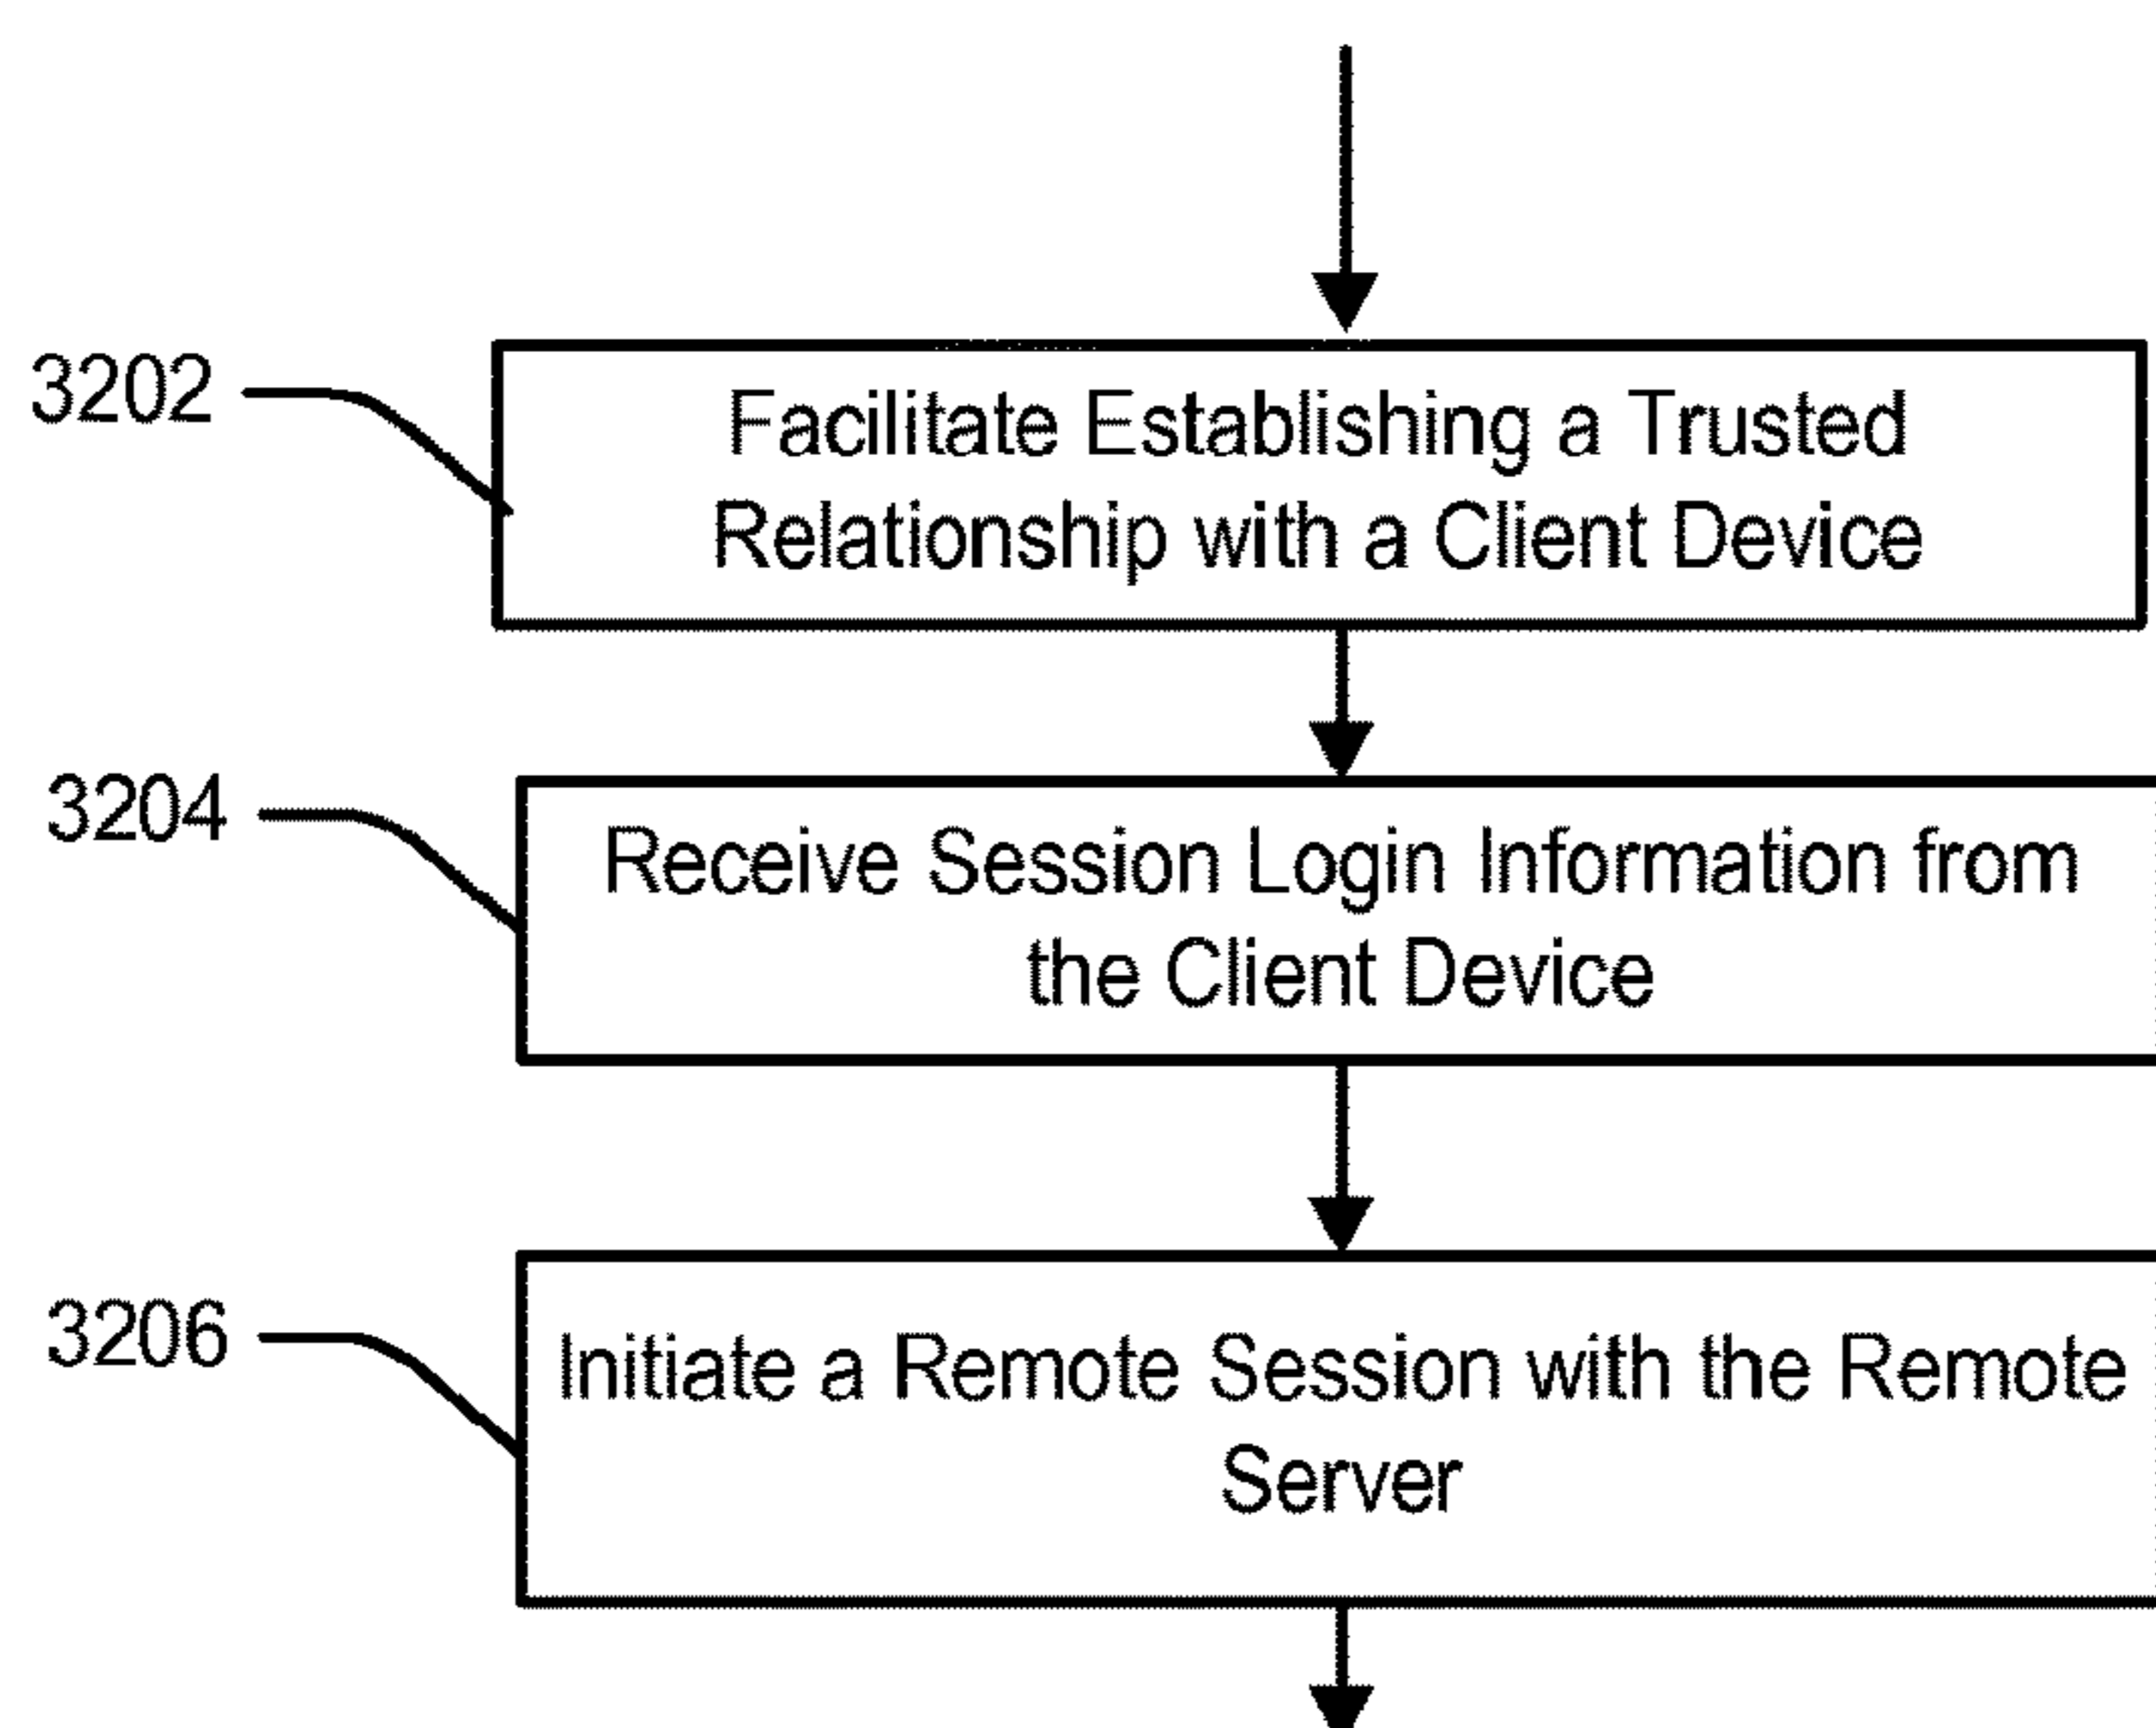 3202
Facilitate Establishing a Trusted
Relationship with a Client Device
3204
Receive Session Login Information from
the Client Device
3206
Initiate a Remote Session with the Remote
Server